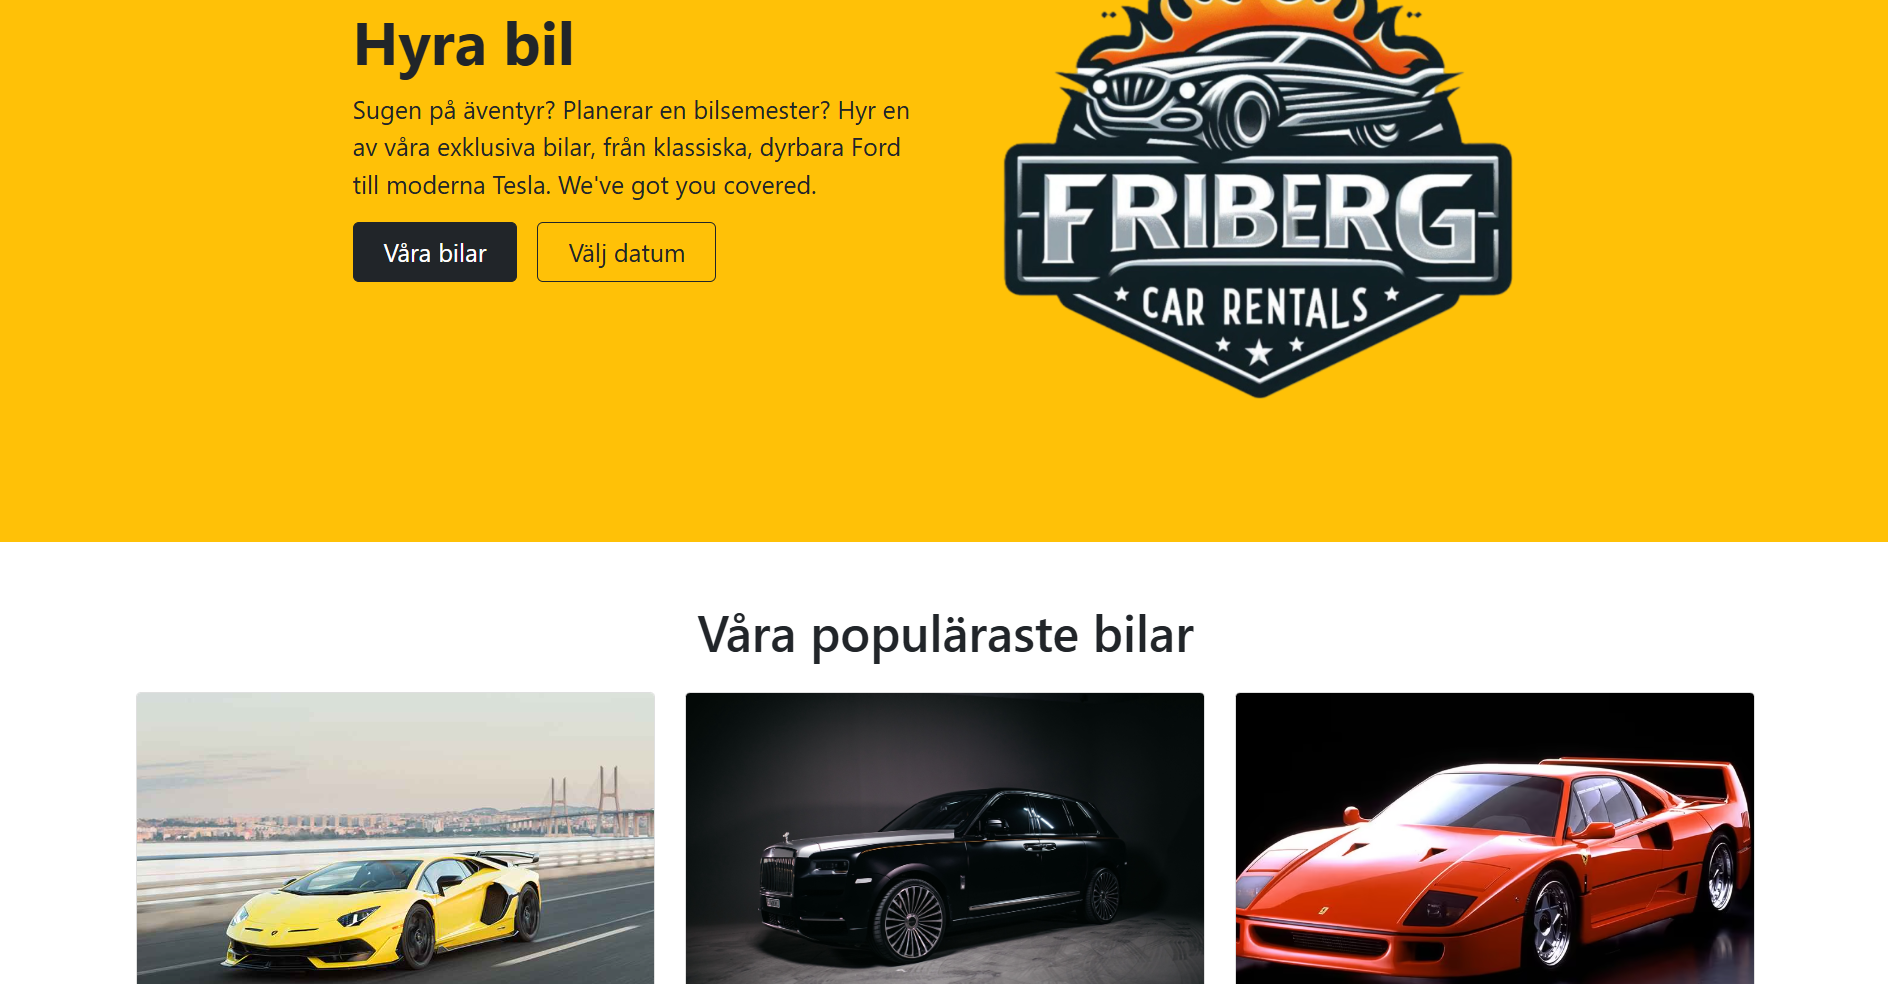 Hyra bil
Sugen på äventyr? Planerar en bilsemester? Hyr en
av våra exklusiva bilar, från klassiska, dyrbara Ford
till moderna Tesla. We've got you covered.
Våra bilar
Välj datum
FRIBERG
CAR RENTALS
Våra populäraste bilar